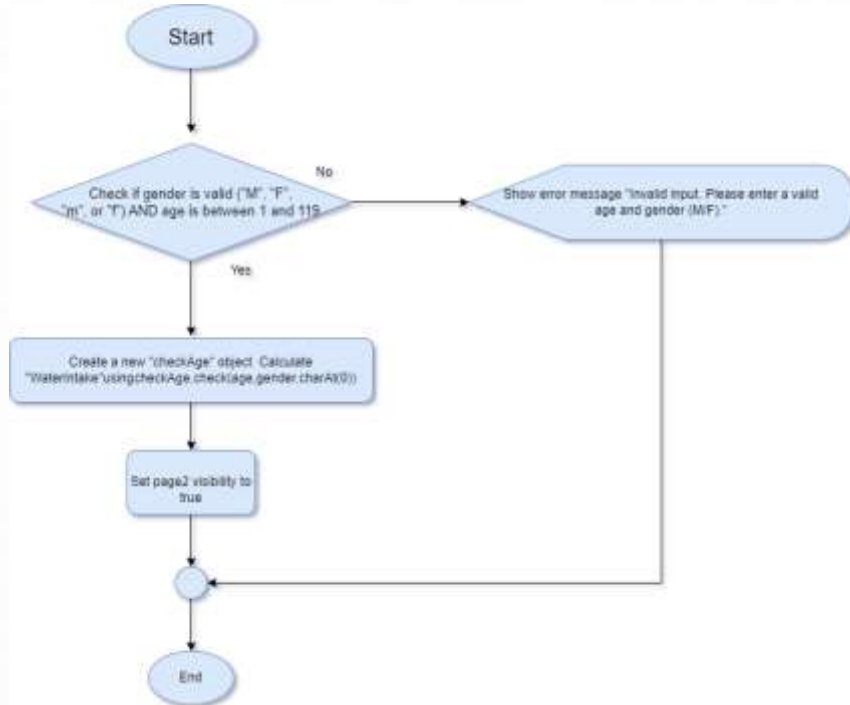 Start
No
Check if gender is valid ("M", "F",
"m", or "f") AND age is between 1 and 119
Show error message "Invalid input. Please enter a valid
age and gender (M/F)."
Yes
Create a new "checkAge" object. Calculate
"WaterIntake"usingcheckAge.check(age,gender.charAt(0))
Set page2 visibility to
true
End